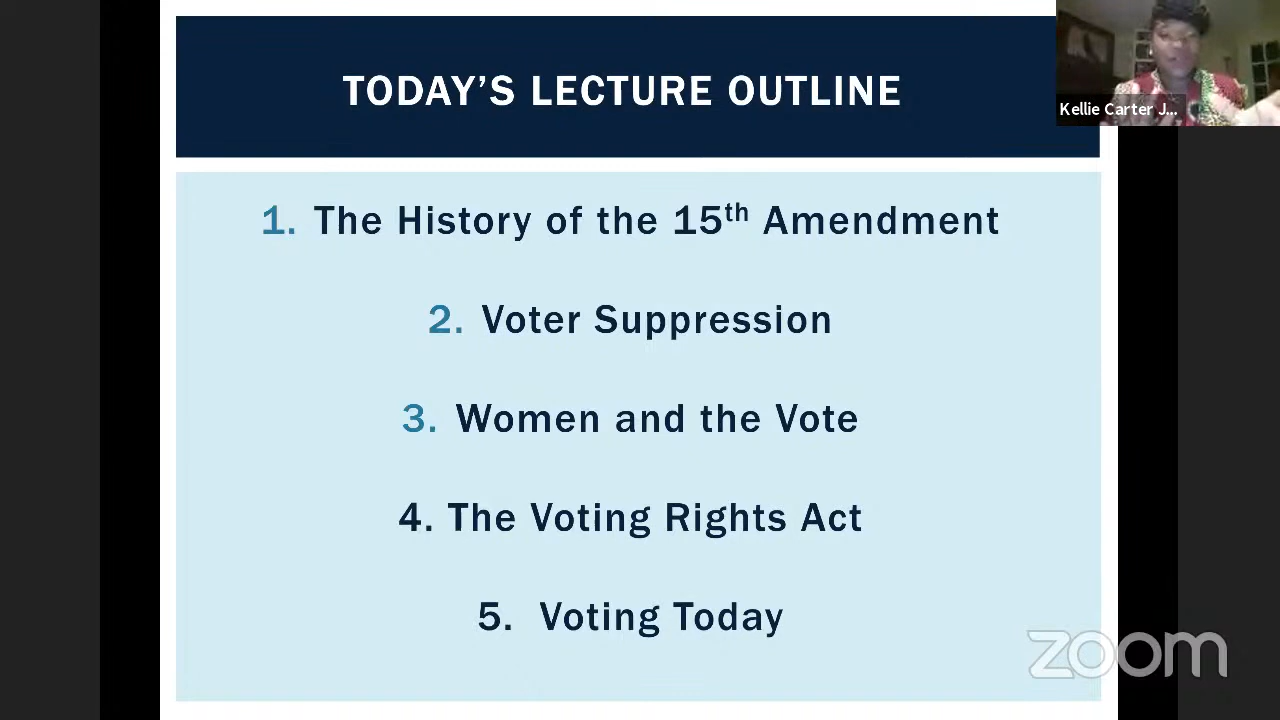 TODAY'S LECTURE OUTLINE
Kellie Carter J...
1. The History of the 15th Amendment
2. Voter Suppression
3. Women and the Vote
4. The Voting Rights Act
5. Voting Today
zoom